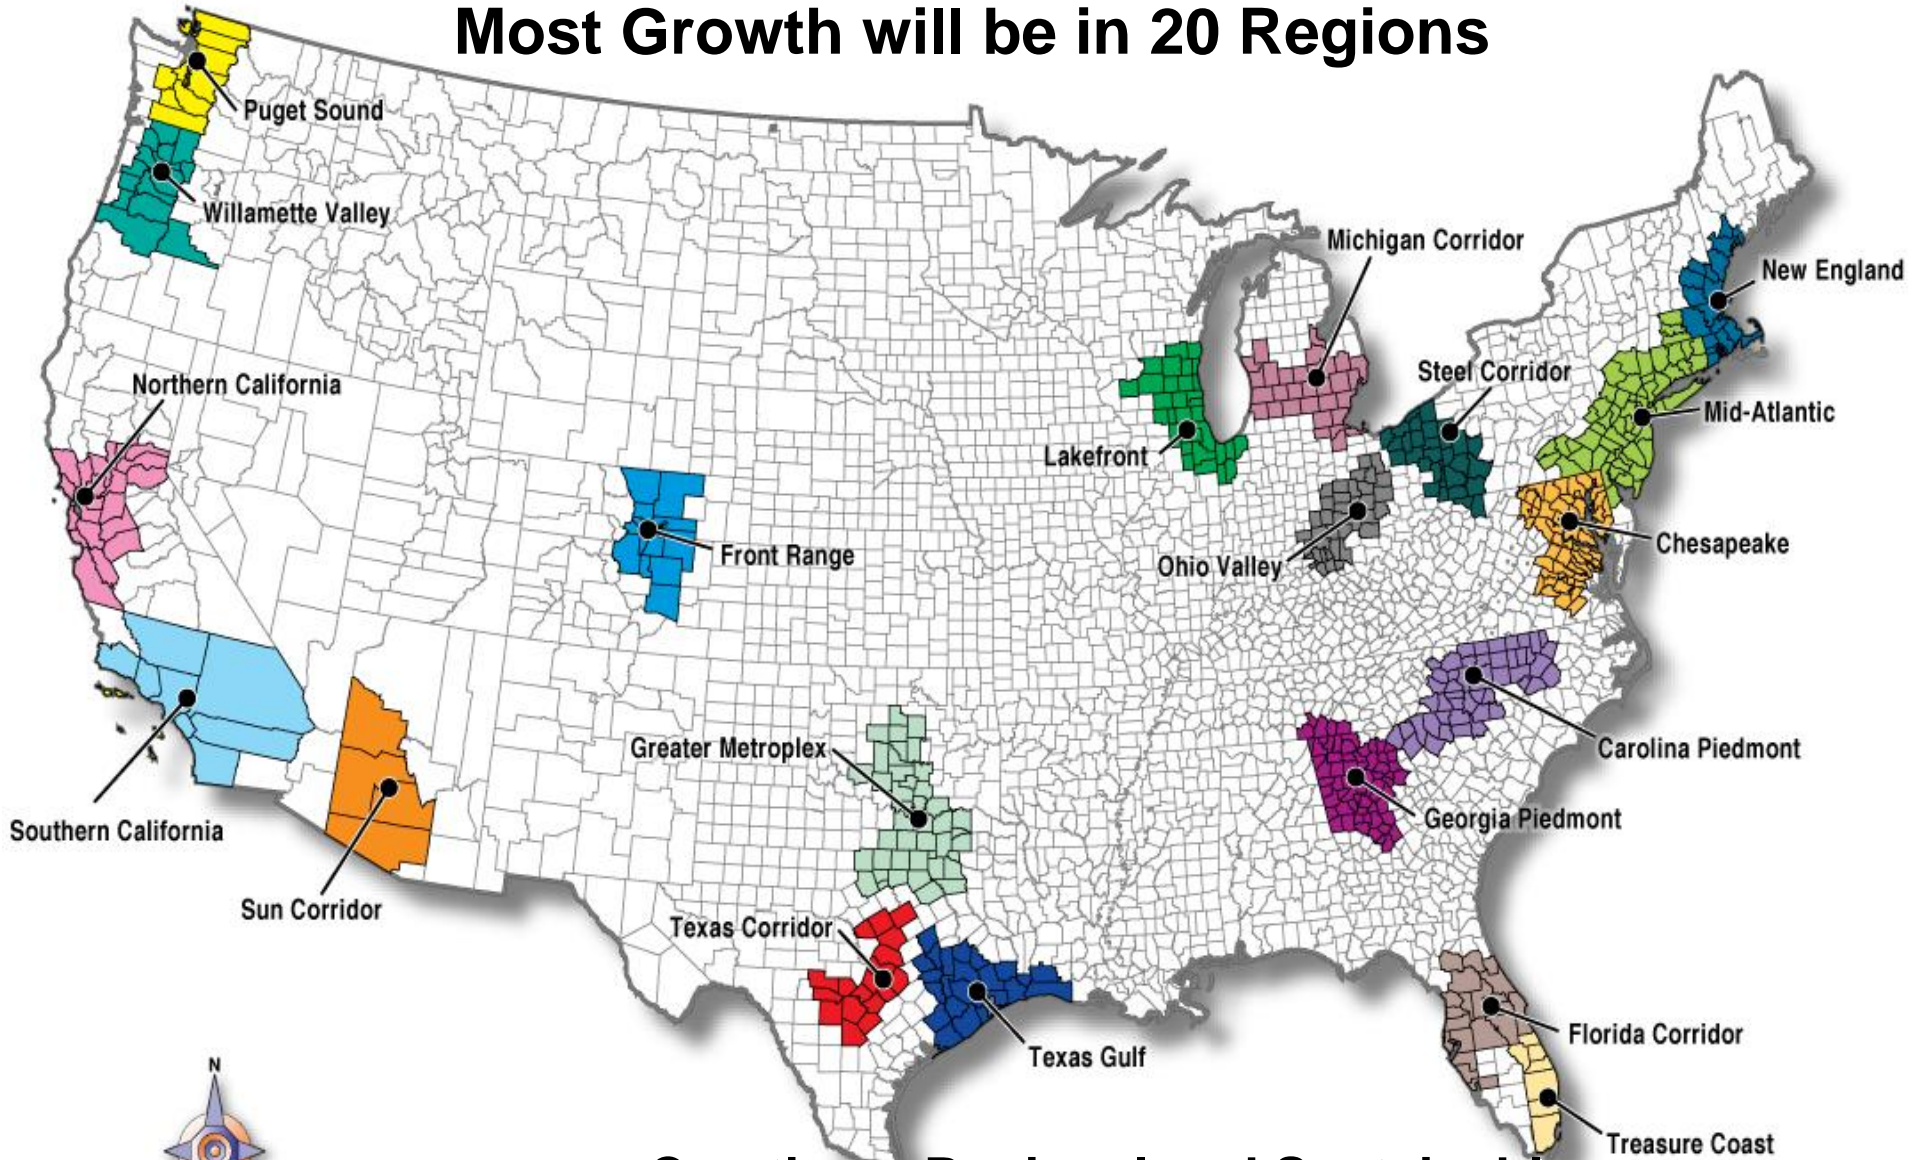 Most Growth will be in 20 Regions
Puget Sound
Willamette Valley
Michigan Corridor
New England
Northern California
Steel Corridor
Mid-Atlantic
Lakefront
Front Range
Ohio Valley
Chesapeake
Greater Metroplex
Carolina Piedmont
Southern California
Georgia Piedmont
Sun Corridor
Texas Corridor
Florida Corridor
Texas Gulf
N
Treasure Coast